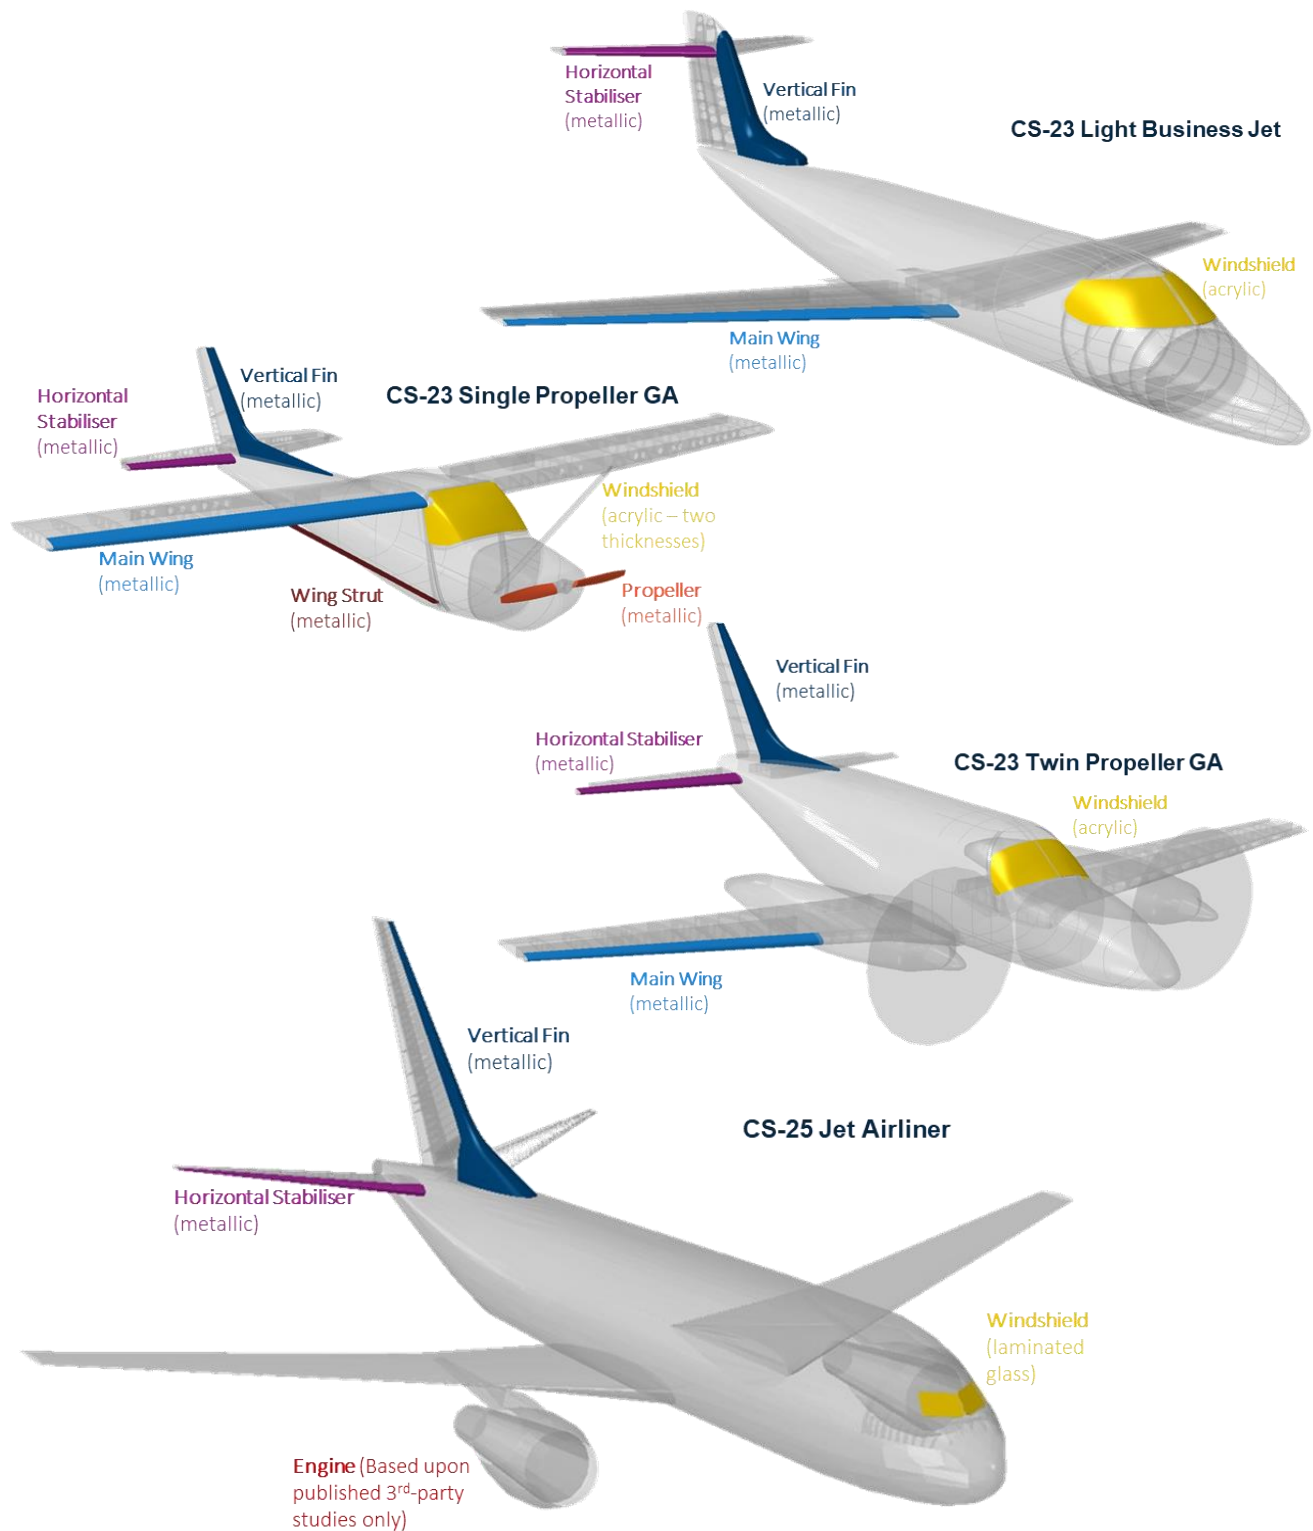 Horizontal
Stabiliser
(metallic)
Vertical Fin
(metallic)
CS-23 Light Business Jet
Windshield
(acrylic)
Main Wing
(metallic)
Horizontal
Stabiliser
(metallic)
Vertical Fin
(metallic)
CS-23 Single Propeller GA
Windshield
(acrylic – two
thicknesses)
Main Wing
(metallic)
Wing Strut
(metallic)
Propeller
(metallic)
Vertical Fin
(metallic)
Horizontal Stabiliser
(metallic)
CS-23 Twin Propeller GA
Windshield
(acrylic)
Main Wing
(metallic)
Vertical Fin
(metallic)
CS-25 Jet Airliner
Horizontal Stabiliser
(metallic)
Windshield
(laminated
glass)
Engine (Based upon
published 3rd-party
studies only)